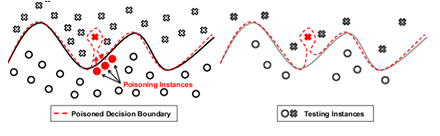 Poisoning Instances
Poisoned Decision Boundary
Testing Instances